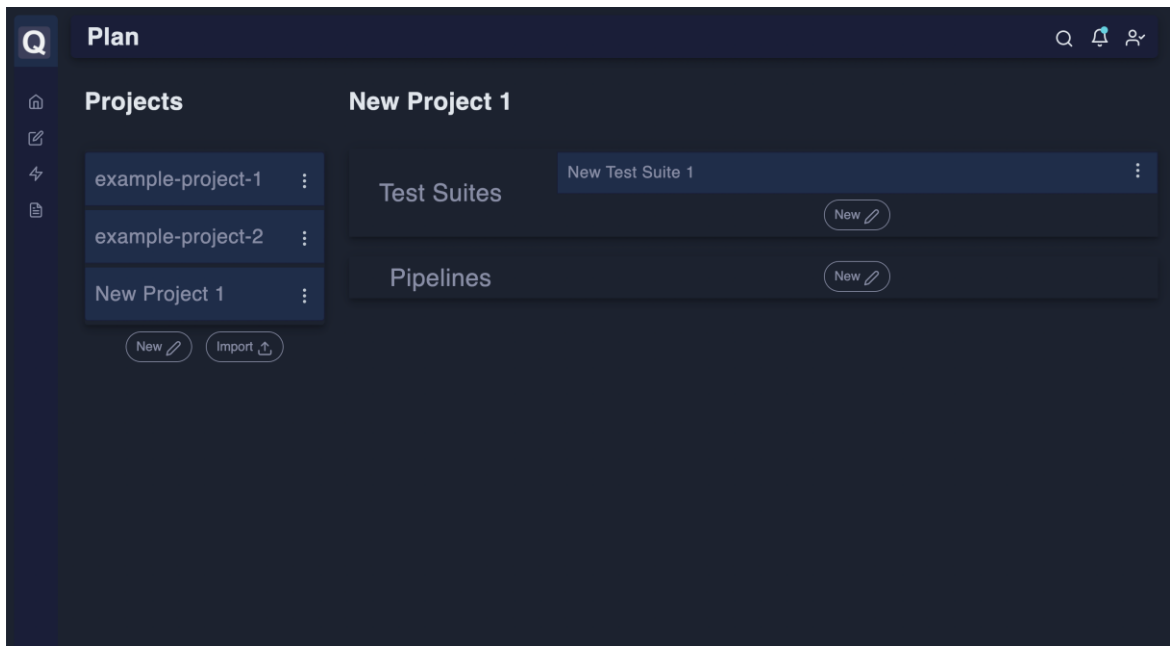 Q
Plan
Projects
example-project-1
example-project-2
New Project 1
New
Import
New Project 1
Test Suites
New Test Suite 1
New
Pipelines
New